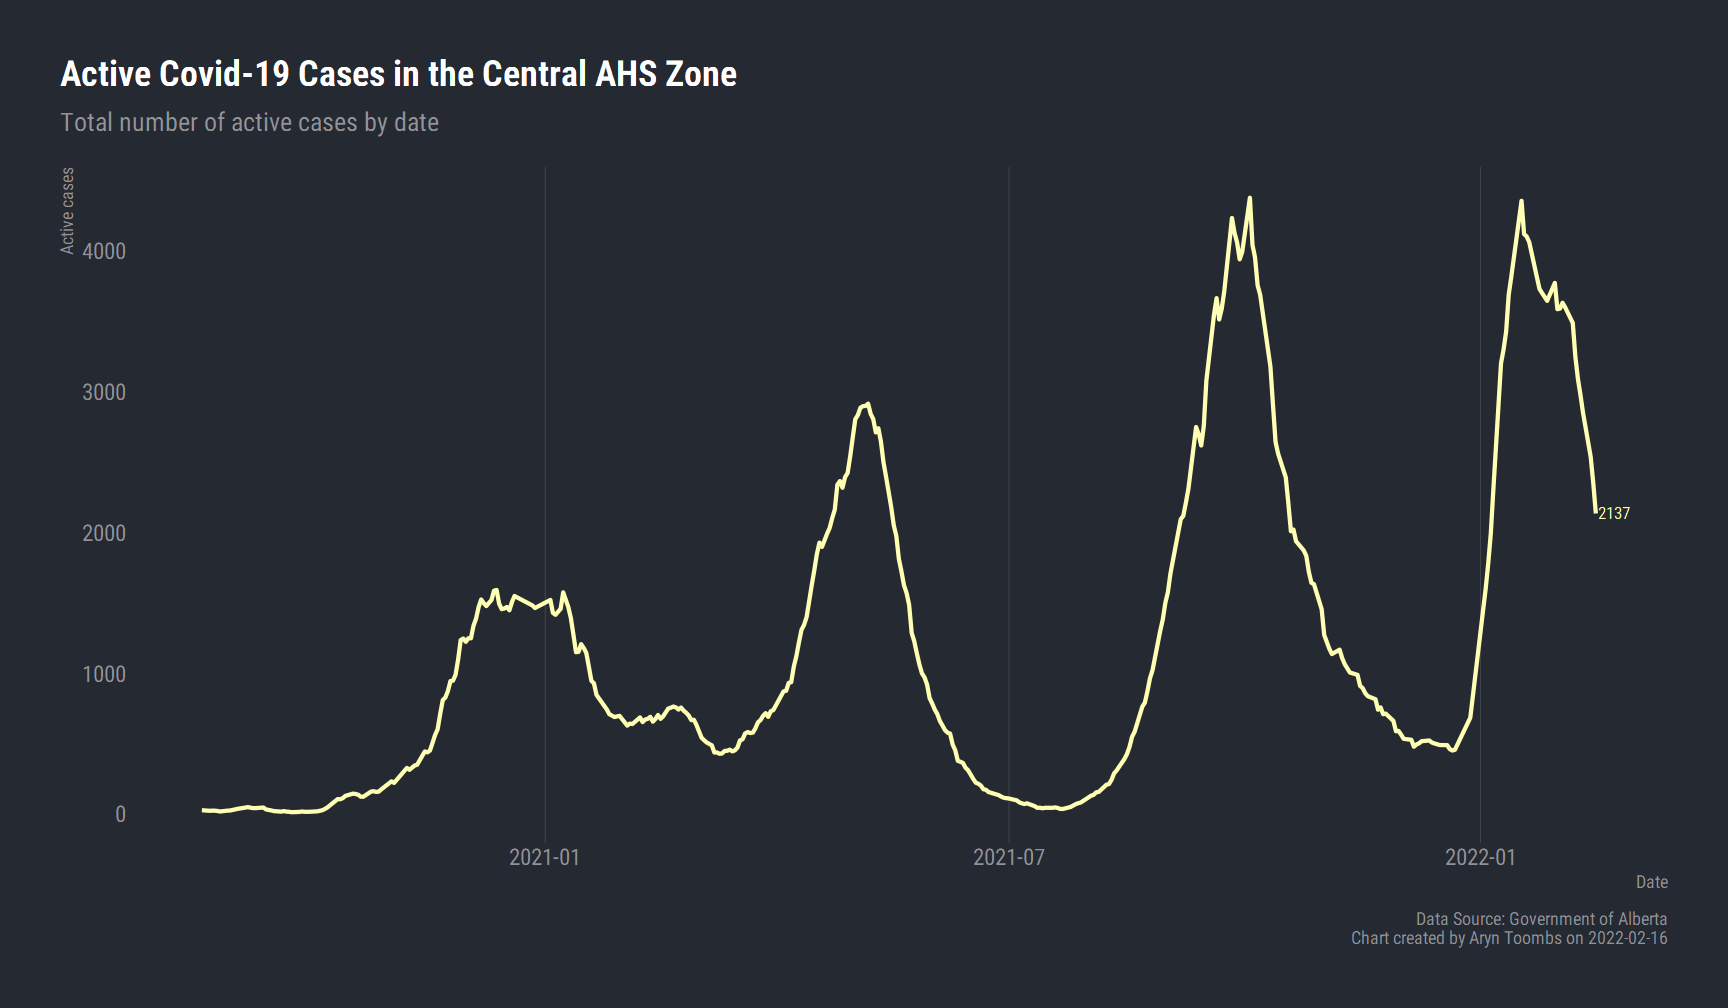 Active Covid-19 Cases in the Central AHS Zone
Total number of active cases by date
Active cases
4000
3000
2000
1000
0
2137
2021-01
2021-07
2022-01
Date
Data Source: Government of Alberta
Chart created by Aryn Toombs on 2022-02-16